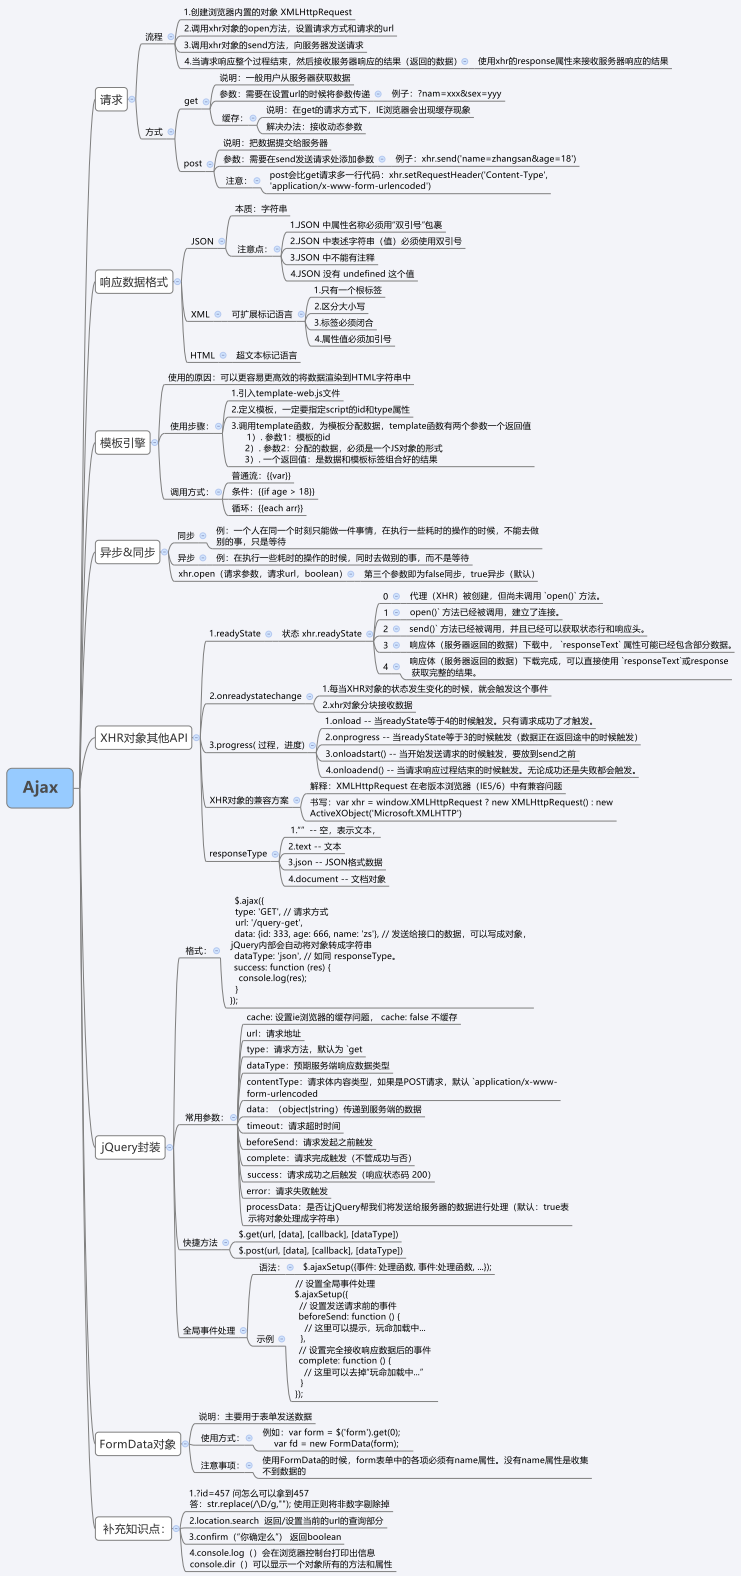 Ajax
请求
流程
1.创建浏览器内置的对象 XMLHttpRequest
2.调用xhr对象的open方法，设置请求方式和请求的url
3.调用xhr对象的send方法，向服务器发送请求
4.当请求响应整个过程结束，然后接收服务器响应的结果（返回的数据） 使用xhr的response属性来接收服务器响应的结果
方式
get
说明：一般用户从服务器获取数据
参数：需要在设置url的时候将参数传递 例子：?nam=xxx&sex=yyy
缓存：
说明：在get的请求方式下，IE浏览器会出现缓存现象
解决办法：接收动态参数
post
说明：把数据提交给服务器
参数：需要在send发送请求处添加参数 例子：xhr.send('name=zhangsan&age=18')
注意：
post会比get请求多一行代码：xhr.setRequestHeader('Content-Type',
'application/x-www-form-urlencoded')
响应数据格式
JSON
本质：字符串
注意点：
1.JSON 中属性名称必须用“双引号”包裹
2.JSON 中表述字符串（值）必须使用双引号
3.JSON 中不能有注释
4.JSON 没有 undefined 这个值
XML 可扩展标记语言
1.只有一个根标签
2.区分大小写
3.标签必须闭合
4.属性值必须加引号
HTML 超文本标记语言
模板引擎
使用的原因：可以更容易更高效的将数据渲染到HTML字符串中
使用步骤：
1.引入template-web.js文件
2.定义模板，一定要指定script的id和type属性
3.调用template函数，为模板分配数据，template函数有两个参数一个返回值
1）. 参数1：模板的id
2）. 参数2：分配的数据，必须是一个JS对象的形式
3）. 一个返回值：是数据和模板标签组合好的结果
调用方式：
普通流：{{var}}
条件：{{if age > 18}}
循环：{{each arr}}
异步&同步
同步
例：一个人在同一个时刻只能做一件事情，在执行一些耗时的操作的时候，不能去做
别的事，只是等待
异步 例：在执行一些耗时的操作的时候，同时去做别的事，而不是等待
xhr.open（请求参数，请求url，boolean） 第三个参数即为false同步，true异步（默认）
XHR对象其他API
1.readyState 状态 xhr.readyState
0 代理（XHR）被创建，但尚未调用 `open()` 方法。
1 open()` 方法已经被调用，建立了连接。
2 send()` 方法已经被调用，并且已经可以获取状态行和响应头。
3 响应体（服务器返回的数据）下载中， `responseText` 属性可能已经包含部分数据。
4 响应体（服务器返回的数据）下载完成，可以直接使用 `responseText`或response
获取完整的结果。
2.onreadystatechange
1.每当XHR对象的状态发生变化的时候，就会触发这个事件
2.xhr对象分块接收数据
3.progress( 过程，进度)
1.onload -- 当readyState等于4的时候触发。只有请求成功了才触发。
2.onprogress -- 当readyState等于3的时候触发（数据正在返回途中的时候触发）
3.onloadstart() -- 当开始发送请求的时候触发，要放到send之前
4.onloadend() -- 当请求响应过程结束的时候触发。无论成功还是失败都会触发。
XHR对象的兼容方案
解释：XMLHttpRequest 在老版本浏览器（IE5/6）中有兼容问题
书写：var xhr = window.XMLHttpRequest ? new XMLHttpRequest() : new
ActiveXObject('Microsoft.XMLHTTP')
responseType
1.“” -- 空，表示文本，
2.text -- 文本
3.json -- JSON格式数据
4.document -- 文档对象
jQuery封装
格式：
$.ajax({
type: 'GET', // 请求方式
url: '/query-get',
data: {id: 333, age: 666, name: 'zs'}, // 发送给接口的数据，可以写成对象，
jQuery内部会自动将对象转成字符串
dataType: 'json', // 如同 responseType。
success: function (res) {
console.log(res);
}
});
常用参数：
cache: 设置ie浏览器的缓存问题， cache: false 不缓存
url：请求地址
type：请求方法，默认为 `get
dataType：预期服务端响应数据类型
contentType：请求体内容类型，如果是POST请求，默认 `application/x-www-
form-urlencoded
data：（object|string）传递到服务端的数据
timeout：请求超时时间
beforeSend：请求发起之前触发
complete：请求完成触发（不管成功与否）
success：请求成功之后触发（响应状态码 200）
error：请求失败触发
processData：是否让jQuery帮我们将发送给服务器的数据进行处理（默认：true表
示将对象处理成字符串）
快捷方法
$.get(url, [data], [callback], [dataType])
$.post(url, [data], [callback], [dataType])
全局事件处理
语法： $.ajaxSetup({事件: 处理函数, 事件:处理函数, ...});
示例
// 设置全局事件处理
$.ajaxSetup({
// 设置发送请求前的事件
beforeSend: function () {
// 这里可以提示，玩命加载中...
},
// 设置完全接收响应数据后的事件
complete: function () {
// 这里可以去掉“玩命加载中...”
}
});
FormData对象
说明：主要用于表单发送数据
使用方式：
例如：var form = $('form').get(0);
var fd = new FormData(form);
注意事项：
使用FormData的时候，form表单中的各项必须有name属性。没有name属性是收集
不到数据的
补充知识点：
1.?id=457 问怎么可以拿到457
答：str.replace(/\D/g,""); 使用正则将非数字剔除掉
2.location.search 返回/设置当前的url的查询部分
3.confirm（“你确定么”） 返回boolean
4.console.log（）会在浏览器控制台打印出信息
console.dir（）可以显示一个对象所有的方法和属性